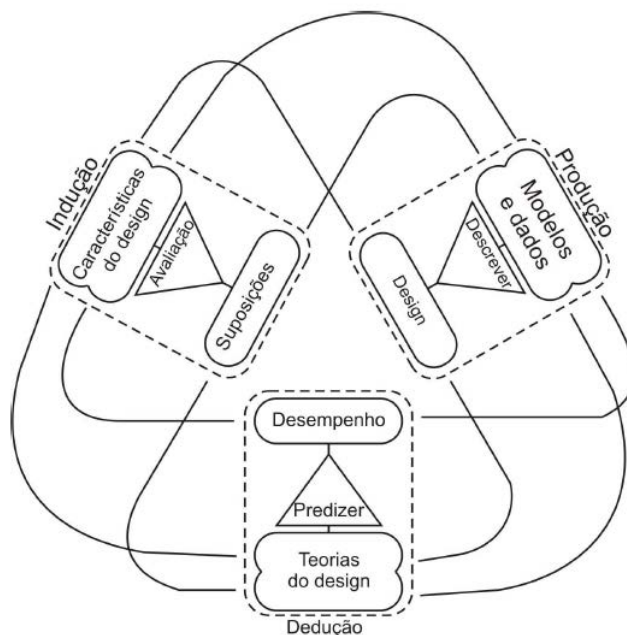 Indução
Características
do design
Avaliação
Suposições
Produção
Modelos
e dados
Descrever
Design
Desempenho
Predizer
Teorias
do design
Dedução